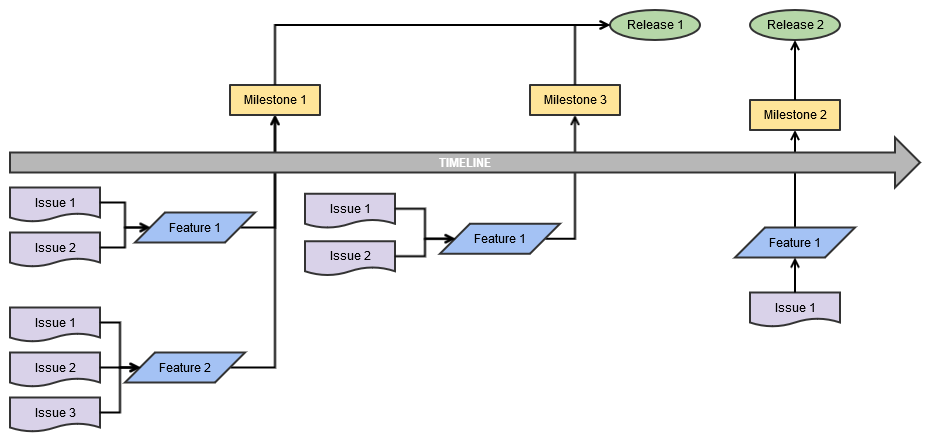 Release 1
Release 2
Milestone 1
Milestone 3
Milestone 2
TIMELINE
Issue 1
Issue 2
Feature 1
Issue 1
Issue 2
Feature 1
Feature 1
Issue 1
Issue 1
Issue 2
Issue 3
Feature 2